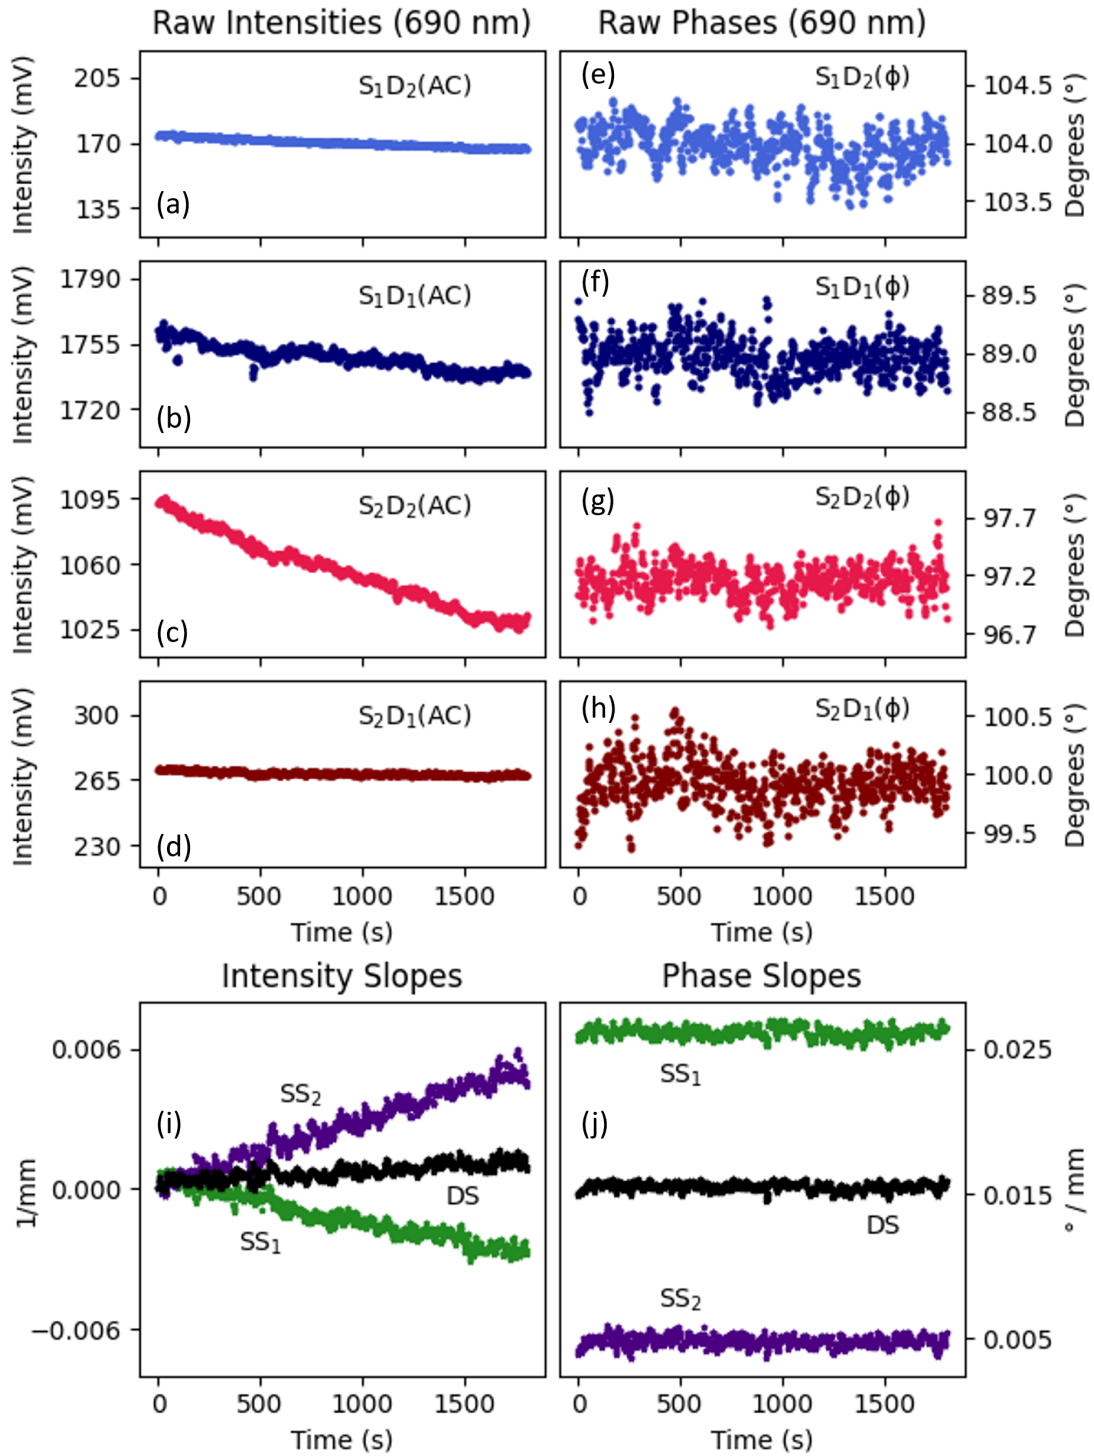 Raw Intensities (690 nm)
Raw Phases (690 nm)
Intensity (mV)
205
170
135
S₁D₂(AC)
(a)
(e)
S₁D₂(ϕ)
104.5
104.0
103.5
Degrees (°)
Intensity (mV)
1790
1755
1720
S₁D₁(AC)
(b)
(f)
S₁D₁(ϕ)
89.5
89.0
88.5
Degrees (°)
Intensity (mV)
1095
1060
1025
S₂D₂(AC)
(c)
(g)
S₂D₂(ϕ)
97.7
97.2
96.7
Degrees (°)
Intensity (mV)
300
265
230
S₂D₁(AC)
(d)
(h)
S₂D₁(ϕ)
100.5
100.0
99.5
Degrees (°)
0 500 1000 1500
Time (s)
0 500 1000 1500
Time (s)
Intensity Slopes
Phase Slopes
1/mm
0.006
0.000
−0.006
SS₂
(i)
DS
SS₁
SS₁
(j)
DS
SS₂
0.025
0.015
0.005
° / mm
0 500 1000 1500
Time (s)
0 500 1000 1500
Time (s)